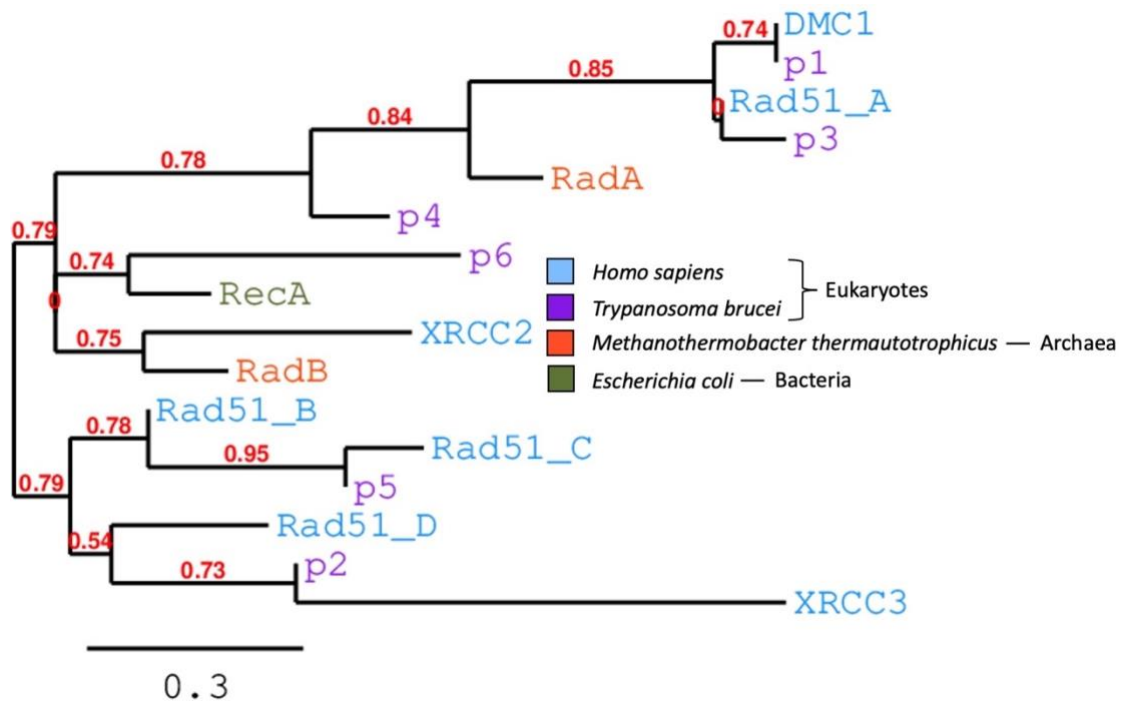 0.74 DMC1
p1
0.85
Rad51_A
0
p3
0.84
RadA
0.78
p4
0.79
0.74
p6
RecA
0
0.75
XRCC2
RadB
Homo sapiens
Trypanosoma brucei
Eukaryotes
Methanothermobacter thermautotrophicus — Archaea
Escherichia coli — Bacteria
Rad51_B
0.78
0.95
Rad51_C
p5
0.79
Rad51_D
0.54
0.73
p2
XRCC3
0.3